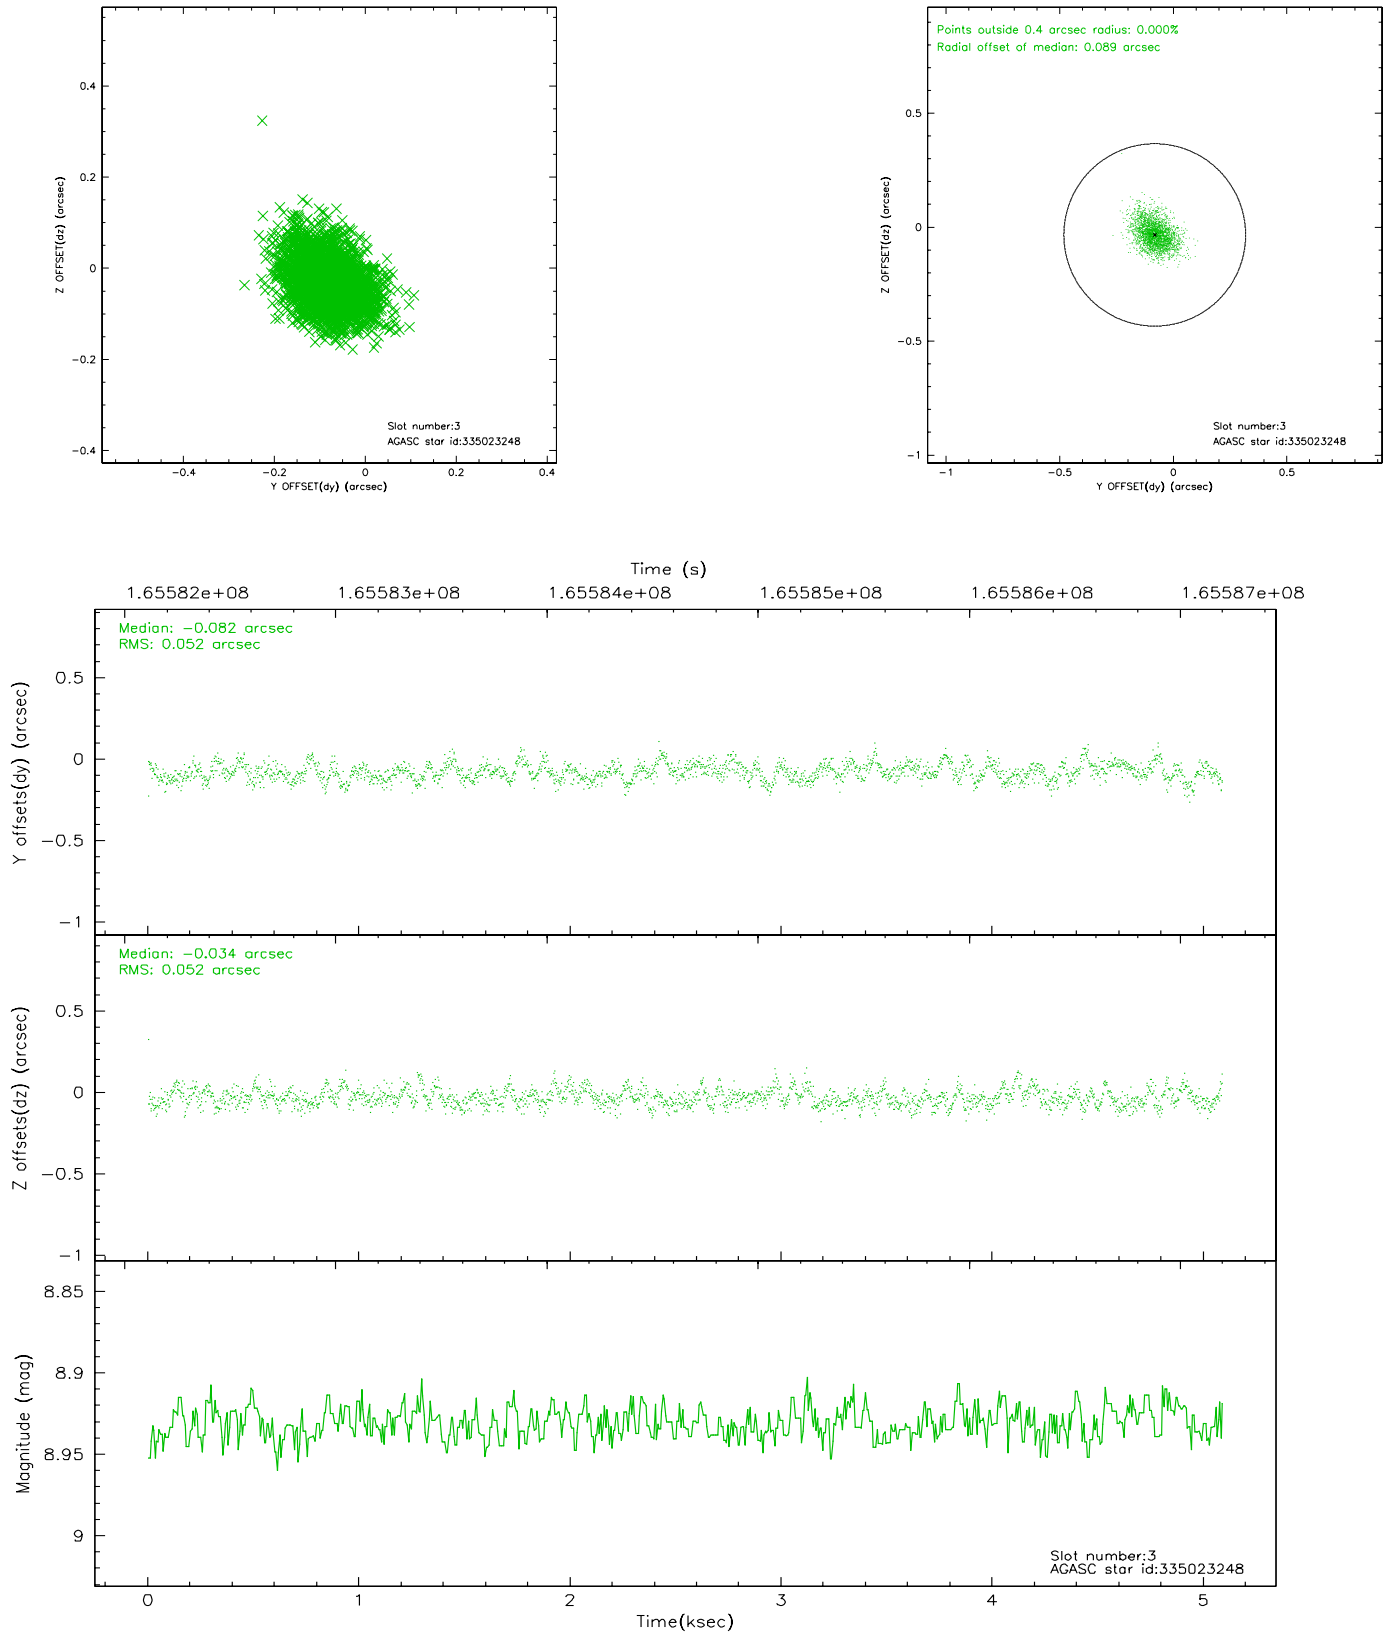 0.4
0.2
0
−0.2
−0.4
Z OFFSET(dz) (arcsec)
Slot number:3
AGASC star id:335023248
−0.4 −0.2 0 0.2 0.4
Y OFFSET(dy) (arcsec)
Points outside 0.4 arcsec radius: 0.000%
Radial offset of median: 0.089 arcsec
0.5
0
−0.5
−1
Z OFFSET(dz) (arcsec)
Slot number:3
AGASC star id:335023248
−1 −0.5 0 0.5
Y OFFSET(dy) (arcsec)
Time (s)
1.65582e+08 1.65583e+08 1.65584e+08 1.65585e+08 1.65586e+08 1.65587e+08
Median: −0.082 arcsec
RMS: 0.052 arcsec
0.5
0
−0.5
−1
Y offsets(dy) (arcsec)
Median: −0.034 arcsec
RMS: 0.052 arcsec
0.5
0
−0.5
−1
Z offsets(dz) (arcsec)
8.85
8.9
8.95
9
Magnitude (mag)
Slot number:3
AGASC star id:335023248
0 1 2 3 4 5
Time(ksec)